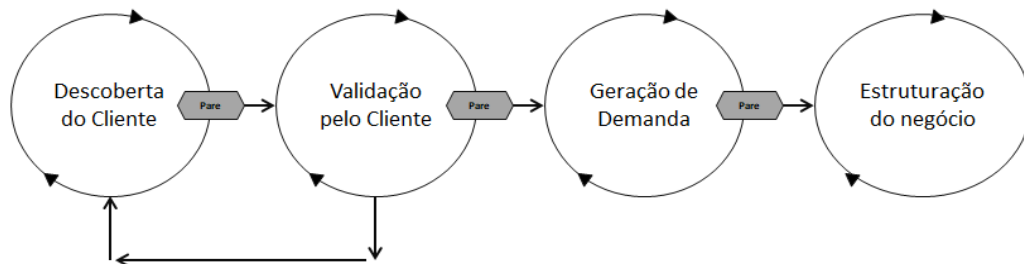 Descoberta
do Cliente
Pare
Validação
pelo Cliente
Pare
Geração de
Demanda
Pare
Estruturação
do negócio